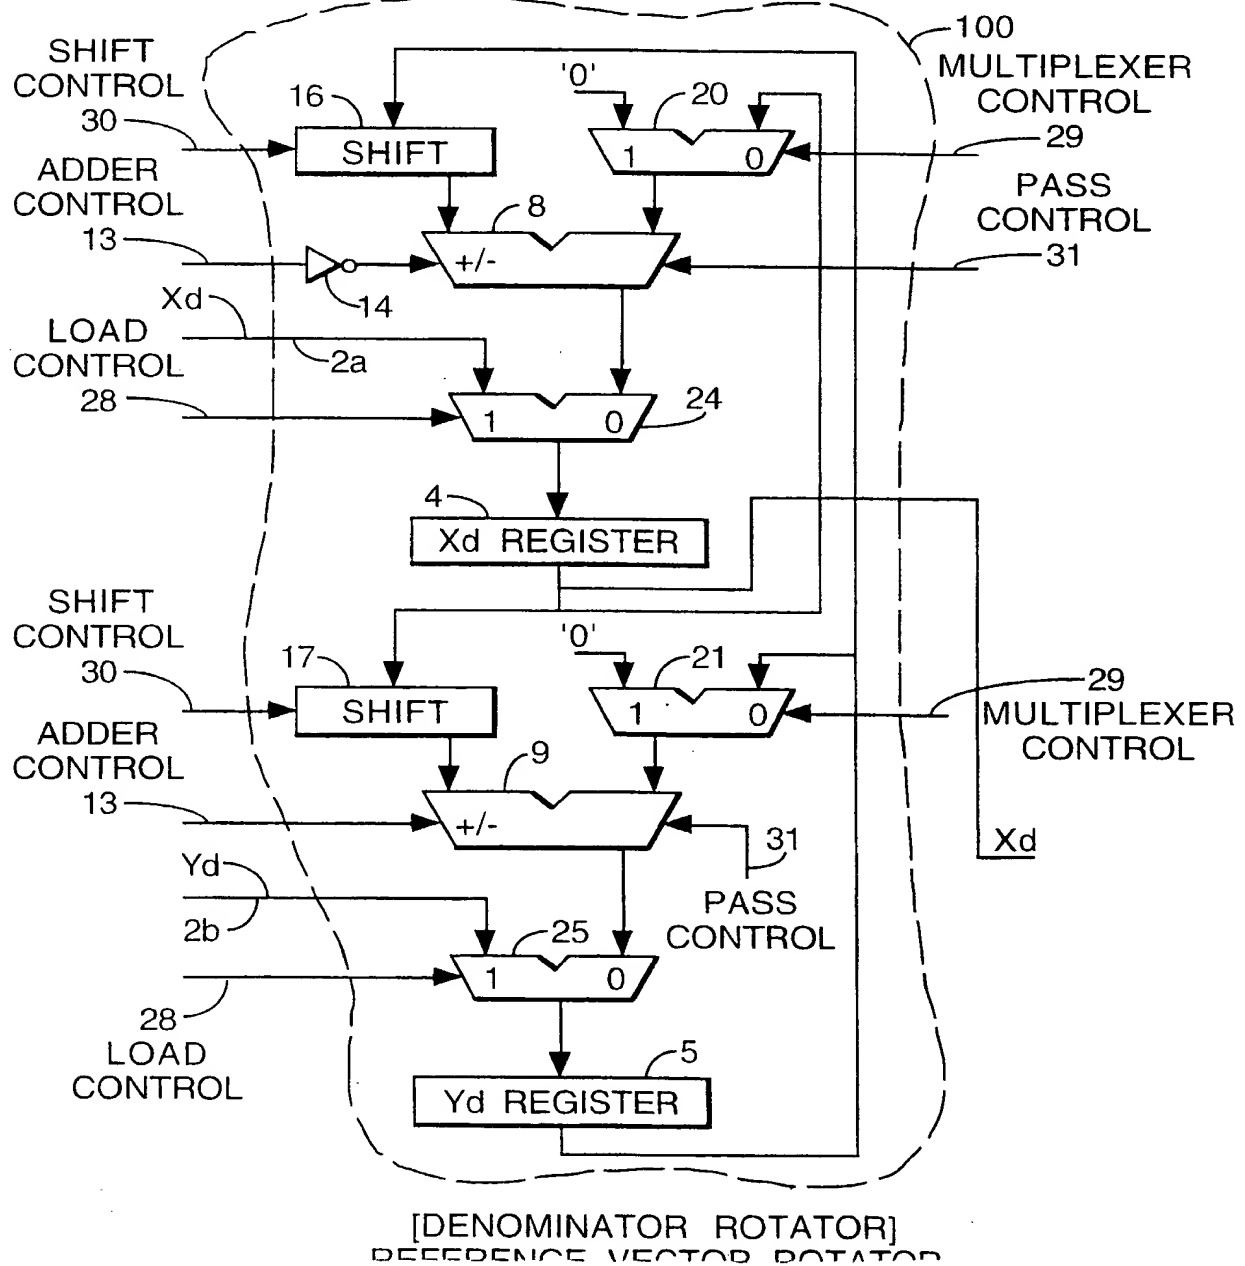 100
SHIFT
CONTROL
30
16
'0'
20
MULTIPLEXER
CONTROL
29
SHIFT
1 0
ADDER
CONTROL
13
8
PASS
CONTROL
31
+/-
14
Xd
2a
LOAD
CONTROL
28
1 0
24
4
Xd REGISTER
SHIFT
CONTROL
30
17
'0'
21
29
MULTIPLEXER
CONTROL
SHIFT
1 0
ADDER
CONTROL
13
9
+/-
31
PASS
CONTROL
Xd
Yd
2b
25
1 0
28
LOAD
CONTROL
5
Yd REGISTER
[DENOMINATOR ROTATOR]
REFERENCE VECTOR ROTATOR